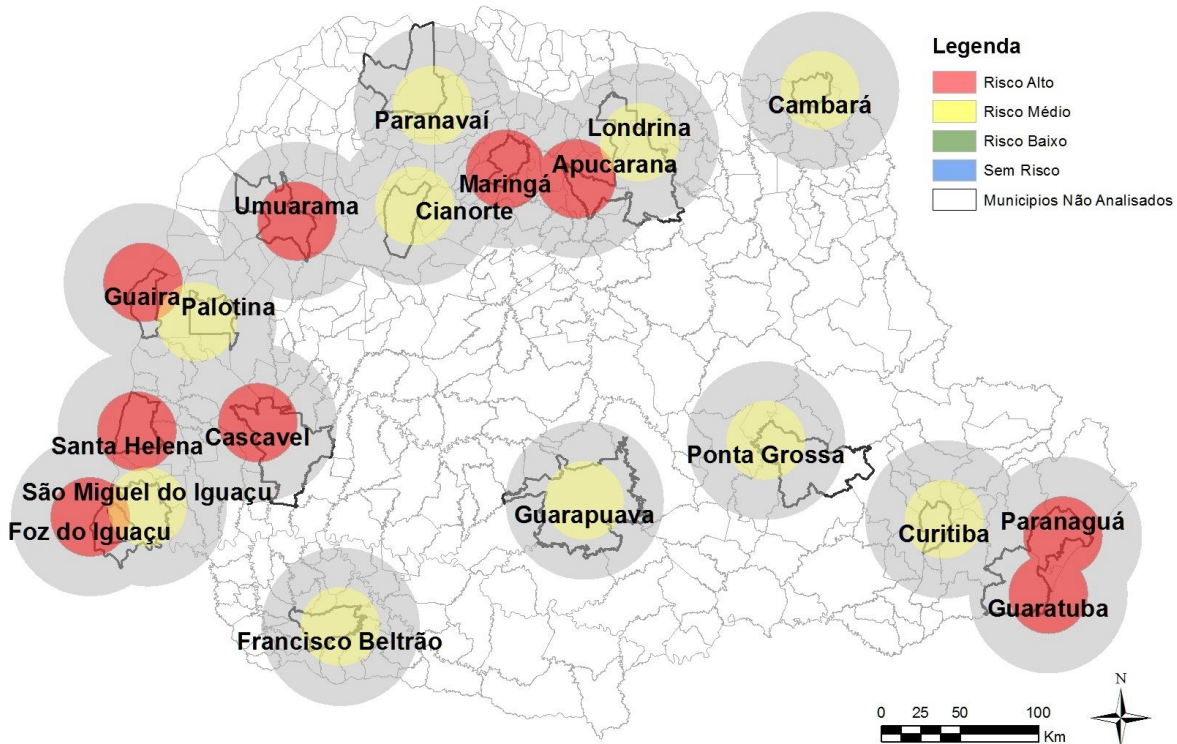 Legenda
Risco Alto
Risco Médio
Risco Baixo
Sem Risco
Municipios Não Analisados
Cambará
Paranavaí
Londrina
Apucarana
Maringá
Umuarama
Cianorte
Guaira
Palotina
Santa Helena
Cascavel
São Miguel do Iguaçu
Foz do Iguaçu
Ponta Grossa
Guarapuava
Curitiba
Paranaguá
Guaratuba
Francisco Beltrão
N
0 25 50 100
Km